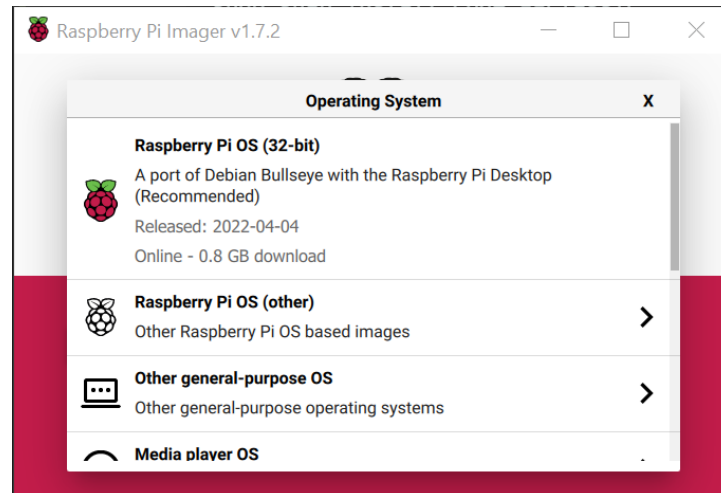 Raspberry Pi Imager v1.7.2
Operating System
X
Raspberry Pi OS (32-bit)
A port of Debian Bullseye with the Raspberry Pi Desktop
(Recommended)
Released: 2022-04-04
Online - 0.8 GB download
Raspberry Pi OS (other)
Other Raspberry Pi OS based images
Other general-purpose OS
Other general-purpose operating systems
Media player OS